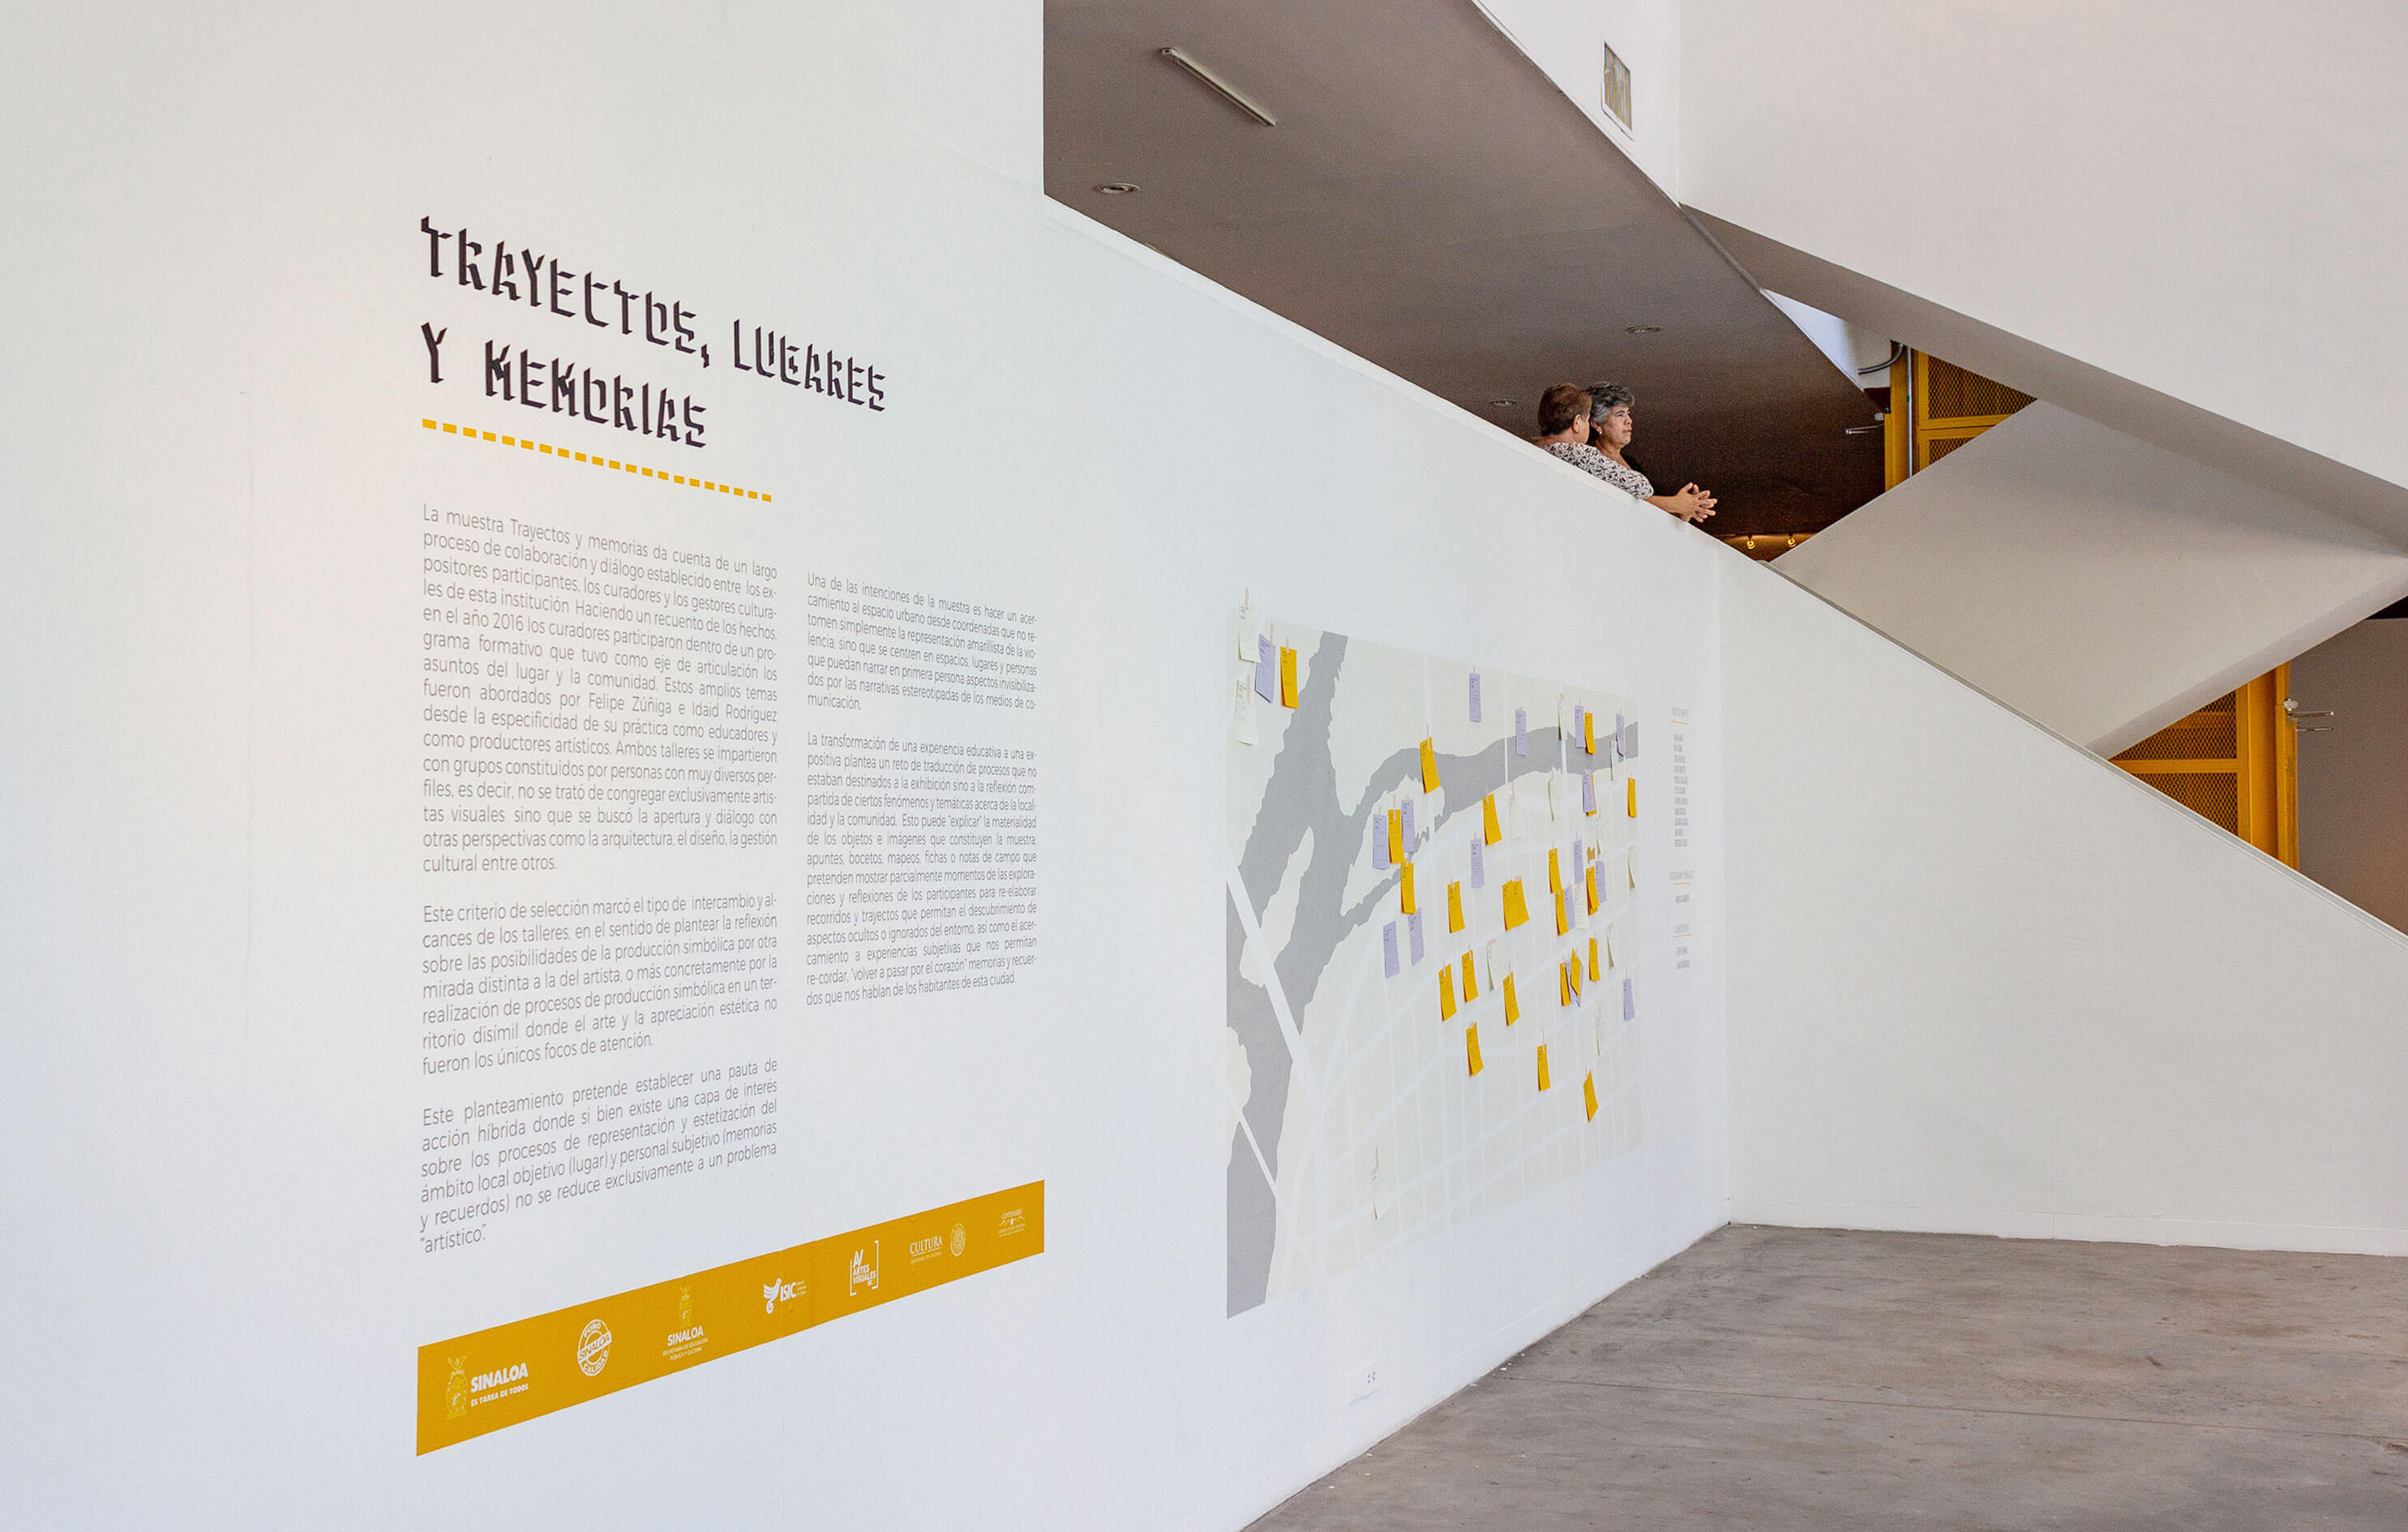 TRAYECTOS, LUGARES
Y MEMORIAS
La muestra Trayectos y memorias da cuenta de un largo
proceso de colaboración y diálogo establecido entre los ex-
positores participantes, los curadores y los gestores cultura-
les de esta institución Haciendo un recuento de los hechos,
en el año 2016 los curadores participaron dentro de un pro-
grama formativo que tuvo como eje de articulación los
asuntos del lugar y la comunidad. Estos amplios temas
fueron abordados por Felipe Zúñiga e Idaid Rodríguez
desde la especificidad de su práctica como educadores y
como productores artísticos. Ambos talleres se impartieron
con grupos constituidos por personas con muy diversos per-
files, es decir, no se trató de congregar exclusivamente artis-
tas visuales sino que se buscó la apertura y diálogo con
otras perspectivas como la arquitectura, el diseño, la gestión
cultural entre otros.
Este criterio de selección marcó el tipo de intercambio y al-
cances de los talleres, en el sentido de plantear la reflexión
sobre las posibilidades de la producción simbólica por otra
mirada distinta a la del artista, o más concretamente por la
realización de procesos de producción simbólica en un ter-
ritorio disímil donde el arte y la apreciación estética no
fueron los únicos focos de atención.
Este planteamiento pretende establecer una pauta de
acción híbrida donde si bien existe una capa de interés
sobre los procesos de representación y estetización del
ámbito local objetivo (lugar) y personal subjetivo (memorias
y recuerdos) no se reduce exclusivamente a un problema
"artístico".
Una de las intenciones de la muestra es hacer un acer-
camiento al espacio urbano desde coordenadas que no re-
tomen simplemente la representación amarillista de la vio-
lencia, sino que se centren en espacios, lugares y personas
que puedan narrar en primera persona aspectos invisibiliza-
dos por las narrativas estereotipadas de los medios de co-
municación.
La transformación de una experiencia educativa a una ex-
positiva plantea un reto de traducción de procesos que no
estaban destinados a la exhibición sino a la reflexión com-
partida de ciertos fenómenos y temáticas acerca de la local-
idad y la comunidad. Esto puede "explicar" la materialidad
de los objetos e imágenes que constituyen la muestra:
apuntes, bocetos, mapeos, fichas o notas de campo que
pretenden mostrar parcialmente momentos de las explora-
ciones y reflexiones de los participantes para re-elaborar
recorridos y trayectos que permitan el descubrimiento de
aspectos ocultos o ignorados del entorno, así como el acer-
camiento a experiencias subjetivas que nos permitan
re-cordar, "volver a pasar por el corazón" memorias y recuer-
dos que nos hablan de los habitantes de esta ciudad.
SINALOA
ES TAREA DE TODOS
PURO
SINALOA
CALIDAD
SINALOA
SECRETARÍA DE EDUCACIÓN
PÚBLICA Y CULTURA
ISIC
AV
ARTES
VISUALES
CULTURA
CENTENARIO